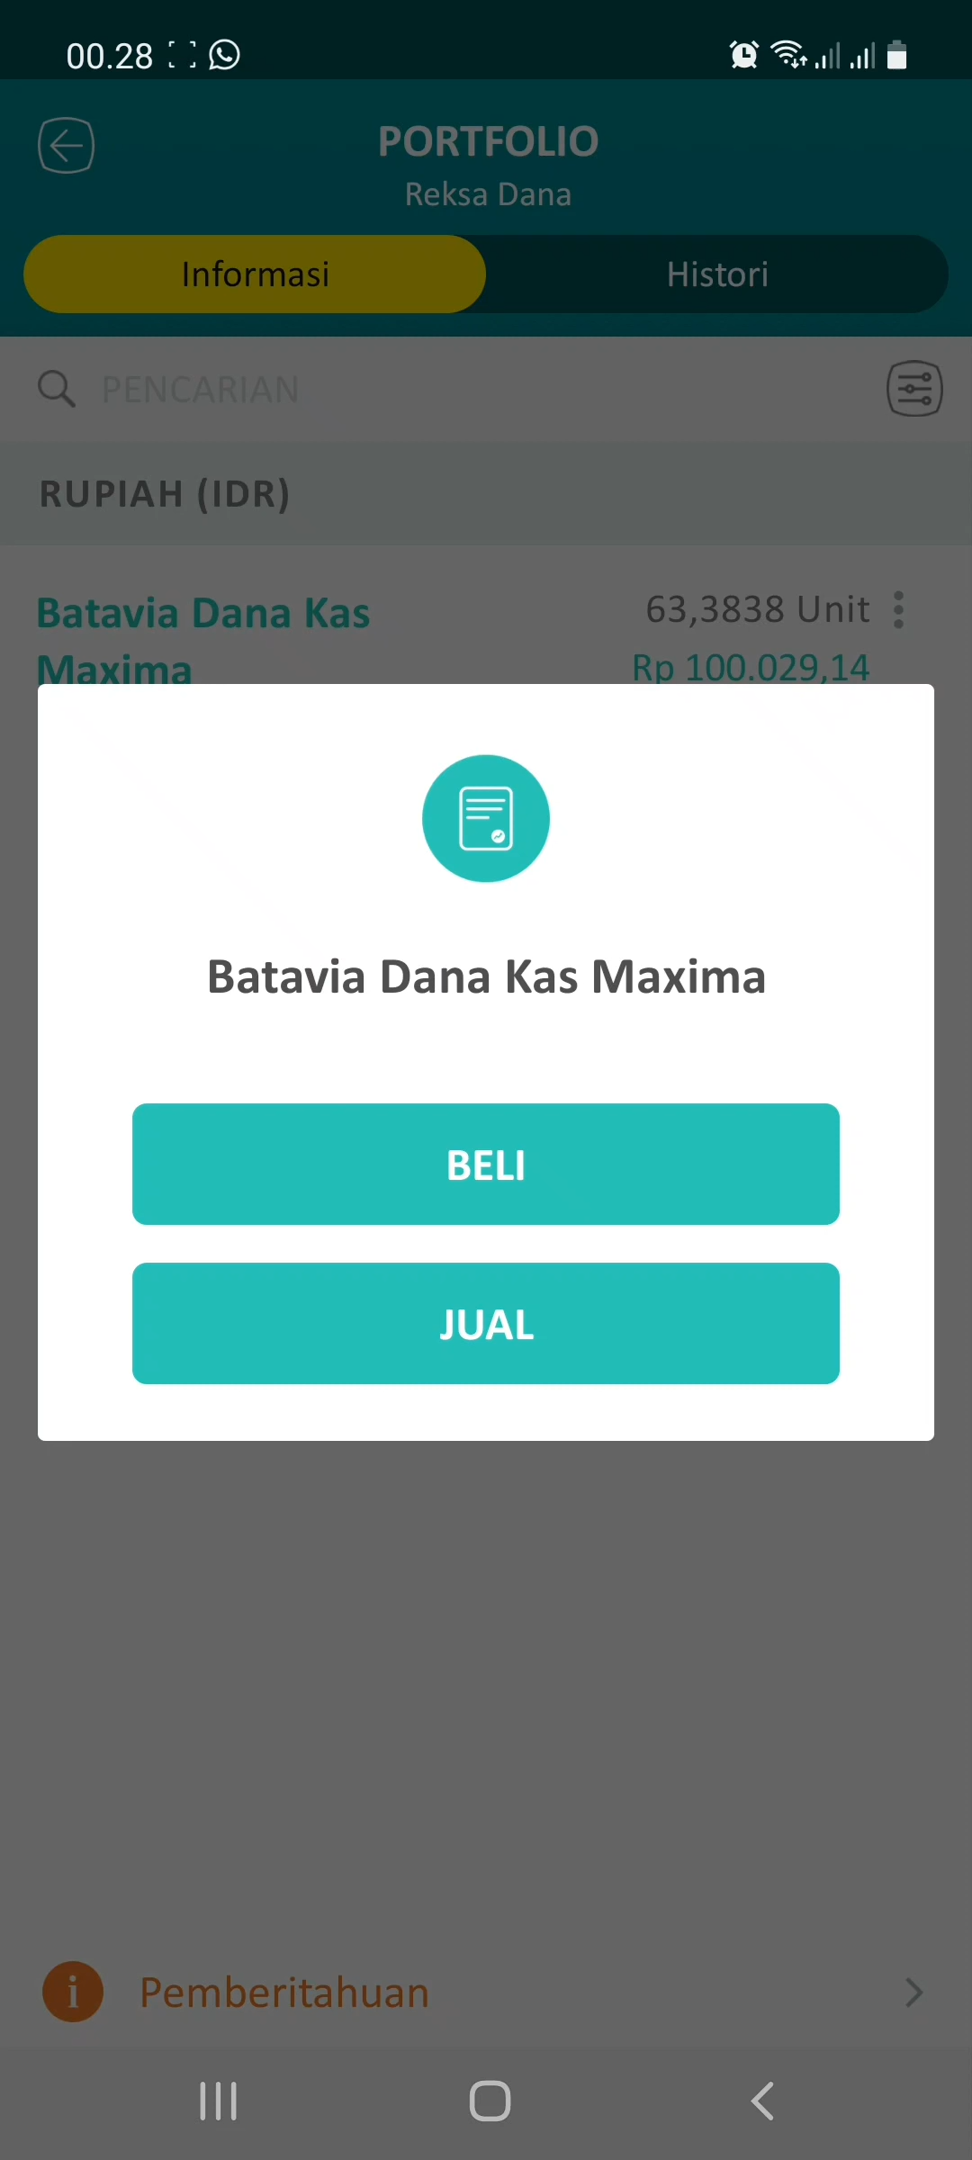 00.28
PORTFOLIO
Reksa Dana
Informasi
Histori
PENCARIAN
RUPIAH (IDR)
Batavia Dana Kas
Maxima
63,3838 Unit
Rp 100.029,14
Batavia Dana Kas Maxima
BELI
JUAL
i Pemberitahuan